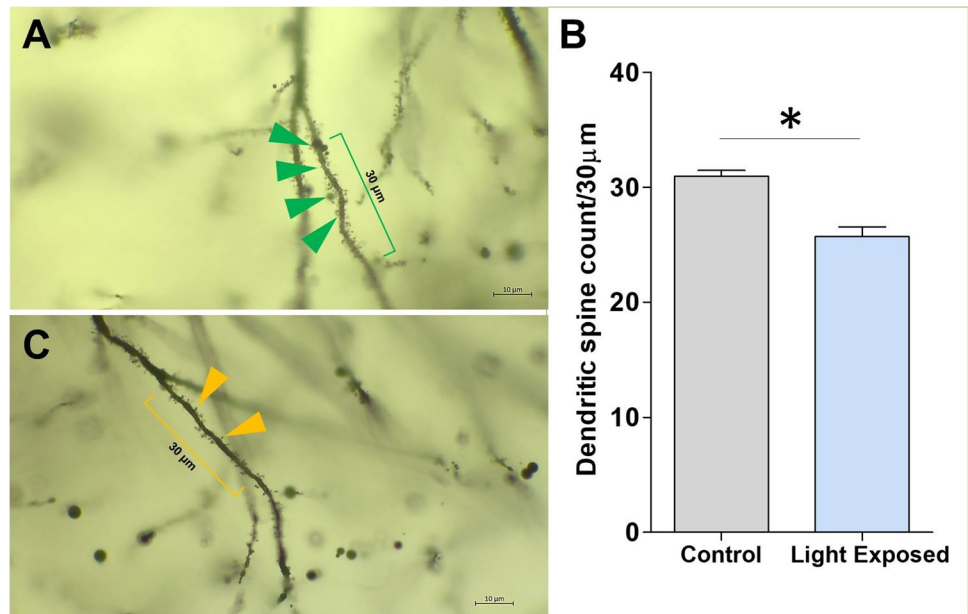 A
30 µm
10 µm
C
30 µm
10 µm
B
Dendritic spine count/30µm
40
30
20
10
0
*
Control
Light Exposed